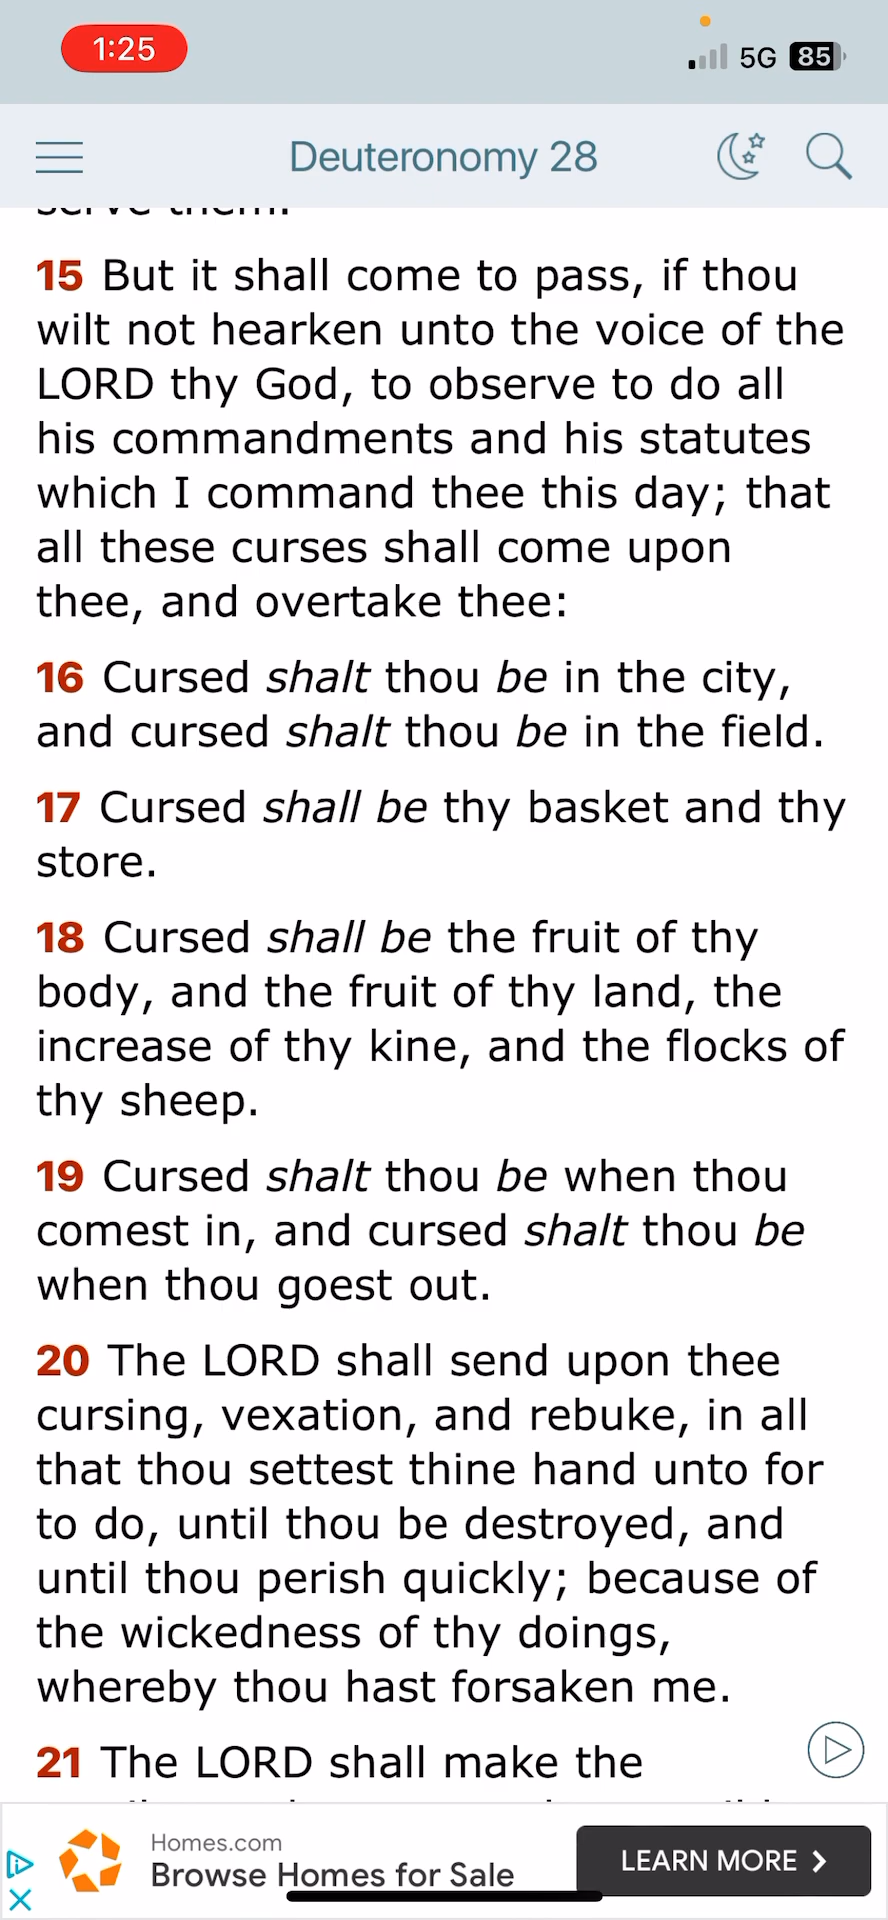 1:25
5G 85
Deuteronomy 28
serve them.
15 But it shall come to pass, if thou
wilt not hearken unto the voice of the
LORD thy God, to observe to do all
his commandments and his statutes
which I command thee this day; that
all these curses shall come upon
thee, and overtake thee:
16 Cursed shalt thou be in the city,
and cursed shalt thou be in the field.
17 Cursed shall be thy basket and thy
store.
18 Cursed shall be the fruit of thy
body, and the fruit of thy land, the
increase of thy kine, and the flocks of
thy sheep.
19 Cursed shalt thou be when thou
comest in, and cursed shalt thou be
when thou goest out.
20 The LORD shall send upon thee
cursing, vexation, and rebuke, in all
that thou settest thine hand unto for
to do, until thou be destroyed, and
until thou perish quickly; because of
the wickedness of thy doings,
whereby thou hast forsaken me.
21 The LORD shall make the
Homes.com
Browse Homes for Sale
LEARN MORE